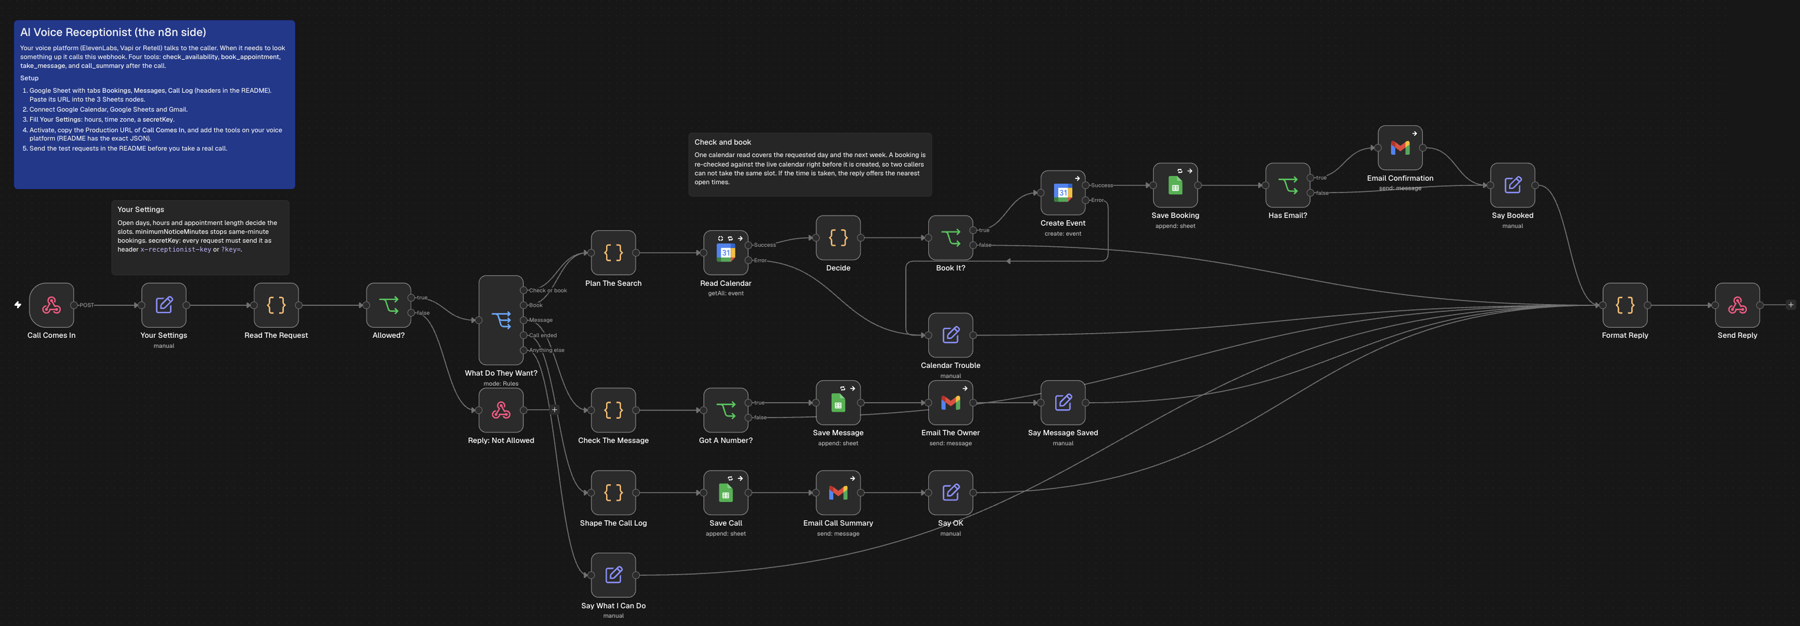 AI Voice Receptionist (the n8n side)
Your voice platform (ElevenLabs, Vapi or Retell) talks to the caller. When it needs to look
something up it calls this webhook. Four tools: check_availability, book_appointment,
take_message, and call_summary after the call.
Setup
1. Google Sheet with tabs Bookings, Messages, Call Log (headers in the README).
Paste its URL into the 3 Sheets nodes.
2. Connect Google Calendar, Google Sheets and Gmail.
3. Fill Your Settings: hours, time zone, a secretKey.
4. Activate, copy the Production URL of Call Comes In, and add the tools on your voice
platform (README has the exact JSON).
5. Send the test requests in the README before you take a real call.
Your Settings
Open days, hours and appointment length decide the
slots. minimumNoticeMinutes stops same-minute
bookings. secretKey: every request must send it as
header x-receptionist-key or ?key=.
Check and book
One calendar read covers the requested day and the next week. A booking is
re-checked against the live calendar right before it is created, so two callers
can not take the same slot. If the time is taken, the reply offers the nearest
open times.
Call Comes In
POST
Your Settings
manual
Read The Request
Allowed?
true
false
What Do They Want?
mode: Rules
Check or book
Book
Message
Call ended
Anything else
Reply: Not Allowed
Plan The Search
Read Calendar
getAll: event
Success
Error
31
Decide
Book It?
true
false
Create Event
create: event
Success
Error
31
Save Booking
append: sheet
Has Email?
true
false
Email Confirmation
send: message
Say Booked
manual
Calendar Trouble
manual
Format Reply
Send Reply
Check The Message
Got A Number?
true
false
Save Message
append: sheet
Email The Owner
send: message
Say Message Saved
manual
Shape The Call Log
Save Call
append: sheet
Email Call Summary
send: message
Say OK
manual
Say What I Can Do
manual